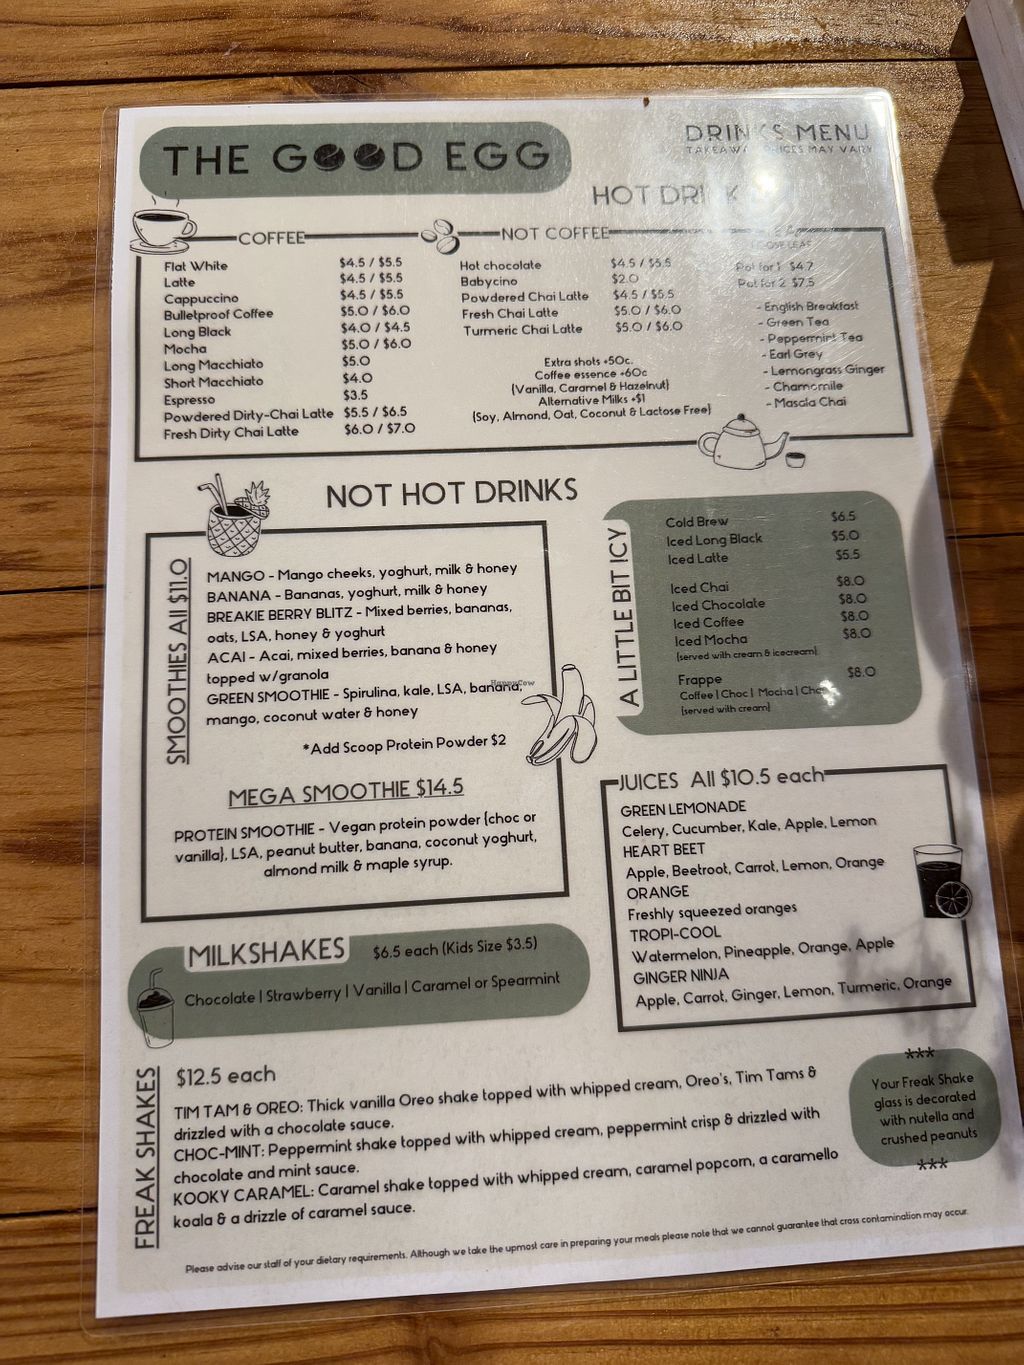 THE GOOD EGG
DRINKS MENU
TAKEAWAY PRICES MAY VARY
HOT DRINK
COFFEE
Flat White $4.5 / $5.5
Latte $4.5 / $5.5
Cappuccino $4.5 / $5.5
Bulletproof Coffee $5.0 / $6.0
Long Black $4.0 / $4.5
Mocha $5.0 / $6.0
Long Macchiato $5.0
Short Macchiato $4.0
Espresso $3.5
Powdered Dirty-Chai Latte $5.5 / $6.5
Fresh Dirty Chai Latte $6.0 / $7.0
NOT COFFEE
Hot chocolate $4.5 / $5.5
Babycino $2.0
Powdered Chai Latte $4.5 / $5.5
Fresh Chai Latte $5.0 / $6.0
Turmeric Chai Latte $5.0 / $6.0
Extra shots +50c.
Coffee essence +60c
(Vanilla, Caramel & Hazelnut)
Alternative Milks +$1
(Soy, Almond, Oat, Coconut & Lactose Free)
LOOSE LEAF
Pot for 1 $4.7
Pot for 2 $7.5
- English Breakfast
- Green Tea
- Peppermint Tea
- Earl Grey
- Lemongrass Ginger
- Chamomile
- Masala Chai
NOT HOT DRINKS
SMOOTHIES All $11.0
MANGO - Mango cheeks, yoghurt, milk & honey
BANANA - Bananas, yoghurt, milk & honey
BREAKIE BERRY BLITZ - Mixed berries, bananas,
oats, LSA, honey & yoghurt
ACAI - Acai, mixed berries, banana & honey
topped w/granola
GREEN SMOOTHIE - Spirulina, kale, LSA, banana,
mango, coconut water & honey
*Add Scoop Protein Powder $2
MEGA SMOOTHIE $14.5
PROTEIN SMOOTHIE - Vegan protein powder (choc or
vanilla), LSA, peanut butter, banana, coconut yoghurt,
almond milk & maple syrup.
HappyCow
A LITTLE BIT ICY
Cold Brew $6.5
Iced Long Black $5.0
Iced Latte $5.5
Iced Chai $8.0
Iced Chocolate $8.0
Iced Coffee $8.0
Iced Mocha $8.0
(served with cream & icecream)
Frappe $8.0
Coffee | Choc | Mocha |
(served with cream)
JUICES All $10.5 each
GREEN LEMONADE
Celery, Cucumber, Kale, Apple, Lemon
HEART BEET
Apple, Beetroot, Carrot, Lemon, Orange
ORANGE
Freshly squeezed oranges
TROPI-COOL
Watermelon, Pineapple, Orange, Apple
GINGER NINJA
Apple, Carrot, Ginger, Lemon, Turmeric, Orange
MILKSHAKES $6.5 each (Kids Size $3.5)
Chocolate | Strawberry | Vanilla | Caramel or Spearmint
FREAK SHAKES
$12.5 each
TIM TAM & OREO: Thick vanilla Oreo shake topped with whipped cream, Oreo's, Tim Tams &
drizzled with a chocolate sauce.
CHOC-MINT: Peppermint shake topped with whipped cream, peppermint crisp & drizzled with
chocolate and mint sauce.
KOOKY CARAMEL: Caramel shake topped with whipped cream, caramel popcorn, a caramello
koala & a drizzle of caramel sauce.
***
Your Freak Shake
glass is decorated
with nutella and
crushed peanuts
***
Please advise our staff of your dietary requirements. Although we take the upmost care in preparing your meals please note that we cannot guarantee that cross contamination may occur.